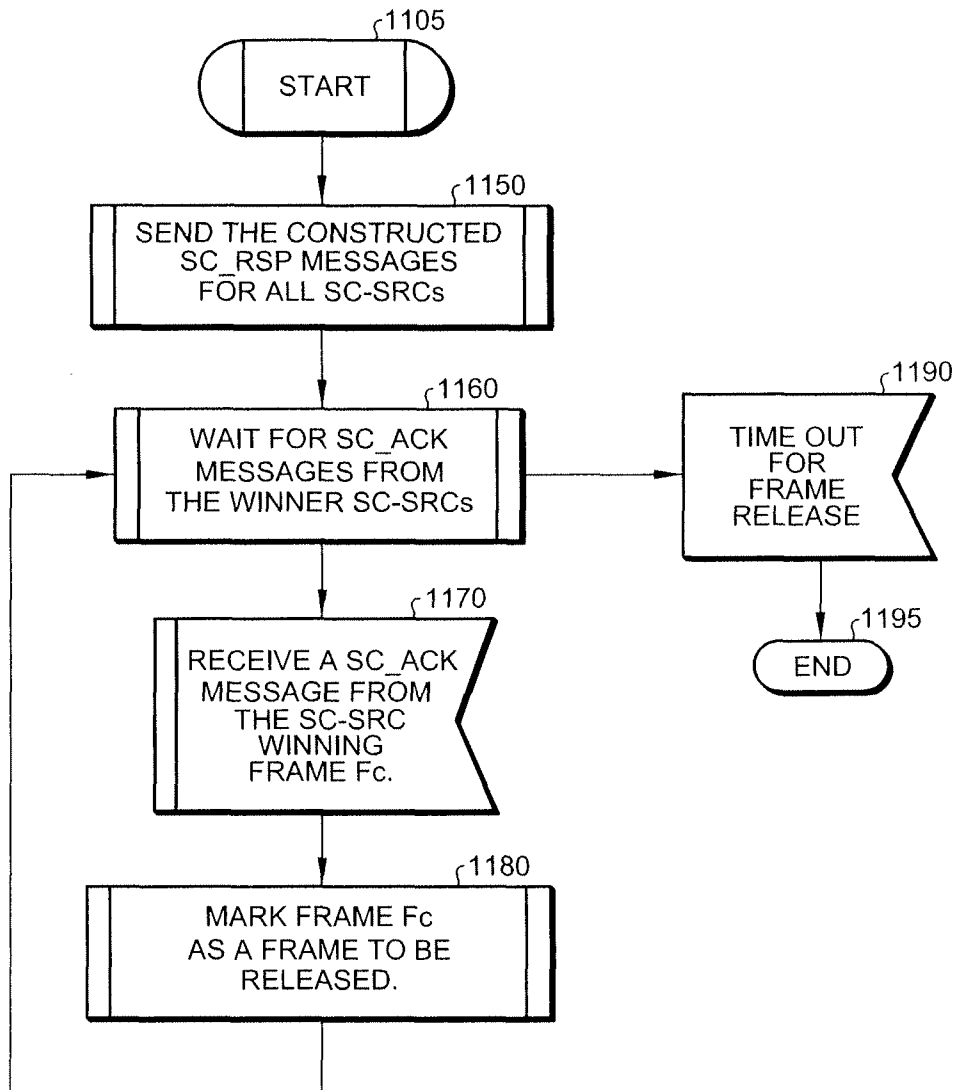 1105
START
1150
SEND THE CONSTRUCTED
SC_RSP MESSAGES
FOR ALL SC-SRCs
1160
WAIT FOR SC_ACK
MESSAGES FROM
THE WINNER SC-SRCs
1190
TIME OUT
FOR
FRAME
RELEASE
1195
END
1170
RECEIVE A SC_ACK
MESSAGE FROM
THE SC-SRC
WINNING
FRAME Fc.
1180
MARK FRAME Fc
AS A FRAME TO BE
RELEASED.